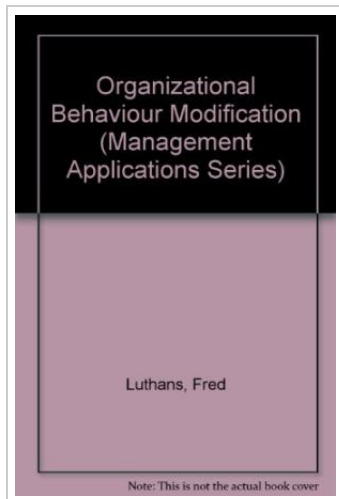 Organizational
Behaviour Modification
(Management
Applications Series)
Luthans, Fred
Note: This is not the actual book cover